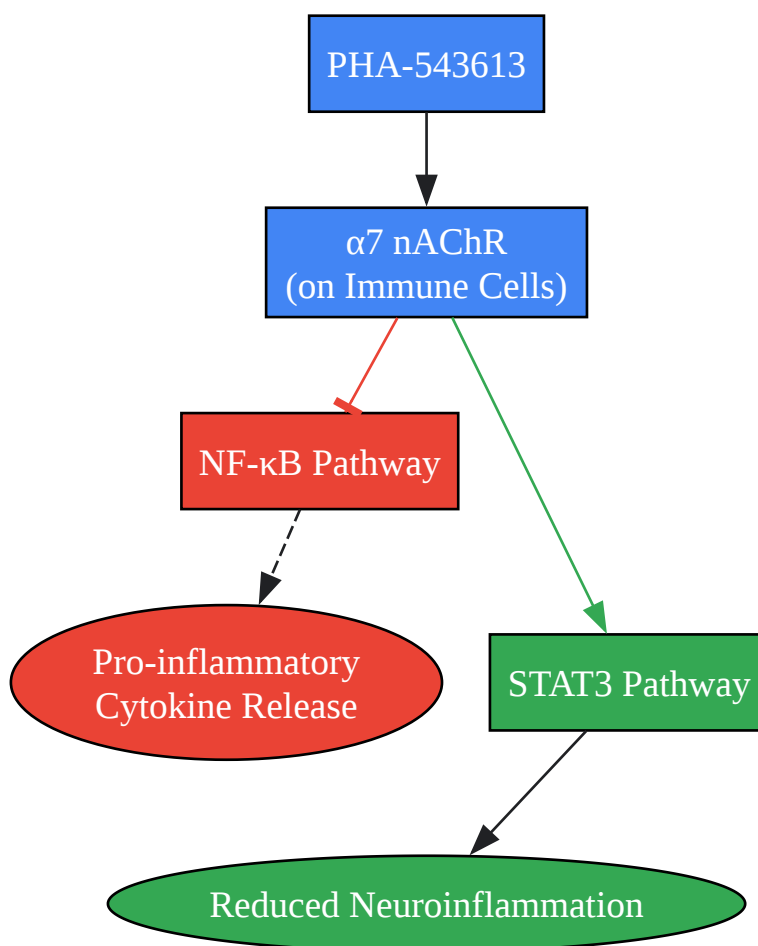 PHA-543613
α7 nAChR
(on Immune Cells)
NF-κB Pathway
Pro-inflammatory
Cytokine Release
STAT3 Pathway
Reduced Neuroinflammation